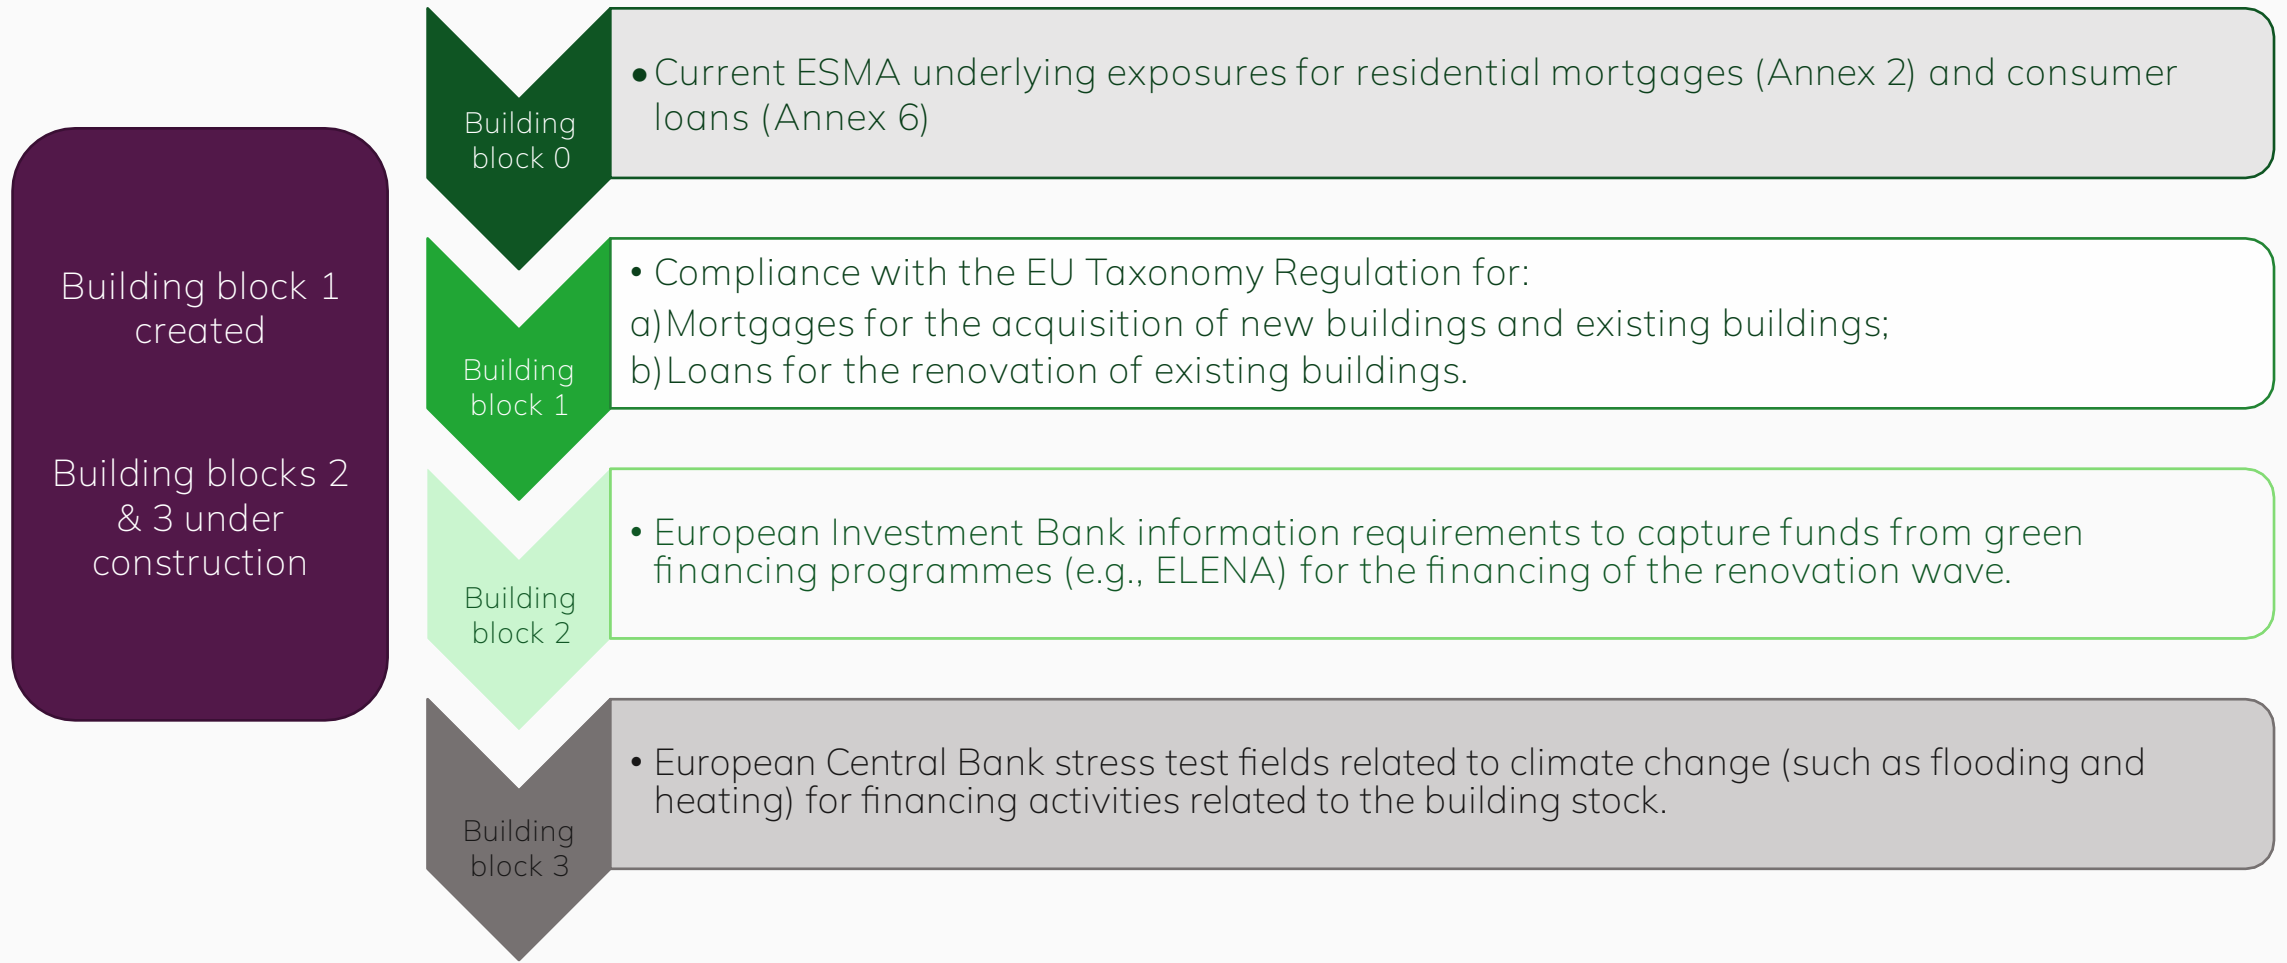 Building block 1
created
Building blocks 2
& 3 under
construction
Building
block 0
•Current ESMA underlying exposures for residential mortgages (Annex 2) and consumer
loans (Annex 6)
Building
block 1
• Compliance with the EU Taxonomy Regulation for:
a)Mortgages for the acquisition of new buildings and existing buildings;
b)Loans for the renovation of existing buildings.
Building
block 2
• European Investment Bank information requirements to capture funds from green
financing programmes (e.g., ELENA) for the financing of the renovation wave.
Building
block 3
• European Central Bank stress test fields related to climate change (such as flooding and
heating) for financing activities related to the building stock.